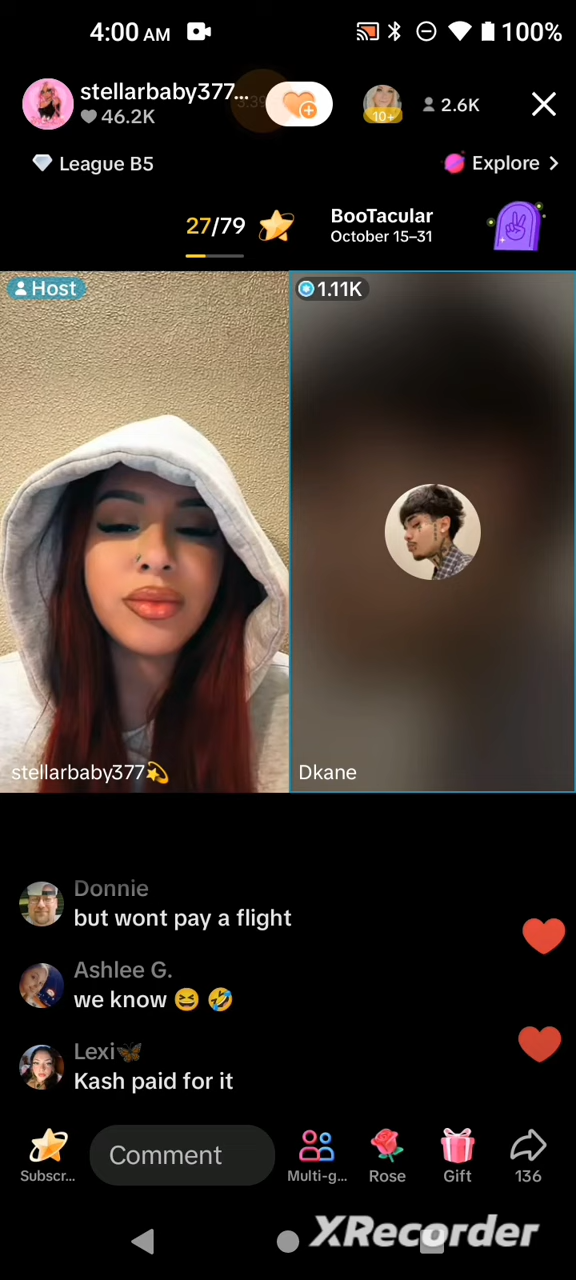 4:00 AM
100%
stellarbaby377...
46.2K
10+
2.6K
League B5
Explore
27/79
BooTacular
October 15–31
Host
1.11K
stellarbaby377💫
Dkane
Donnie
but wont pay a flight
Ashlee G.
we know 😆 🤣
Lexi🦋
Kash paid for it
Subscr...
Comment
Multi-g...
Rose
Gift
136
XRecorder